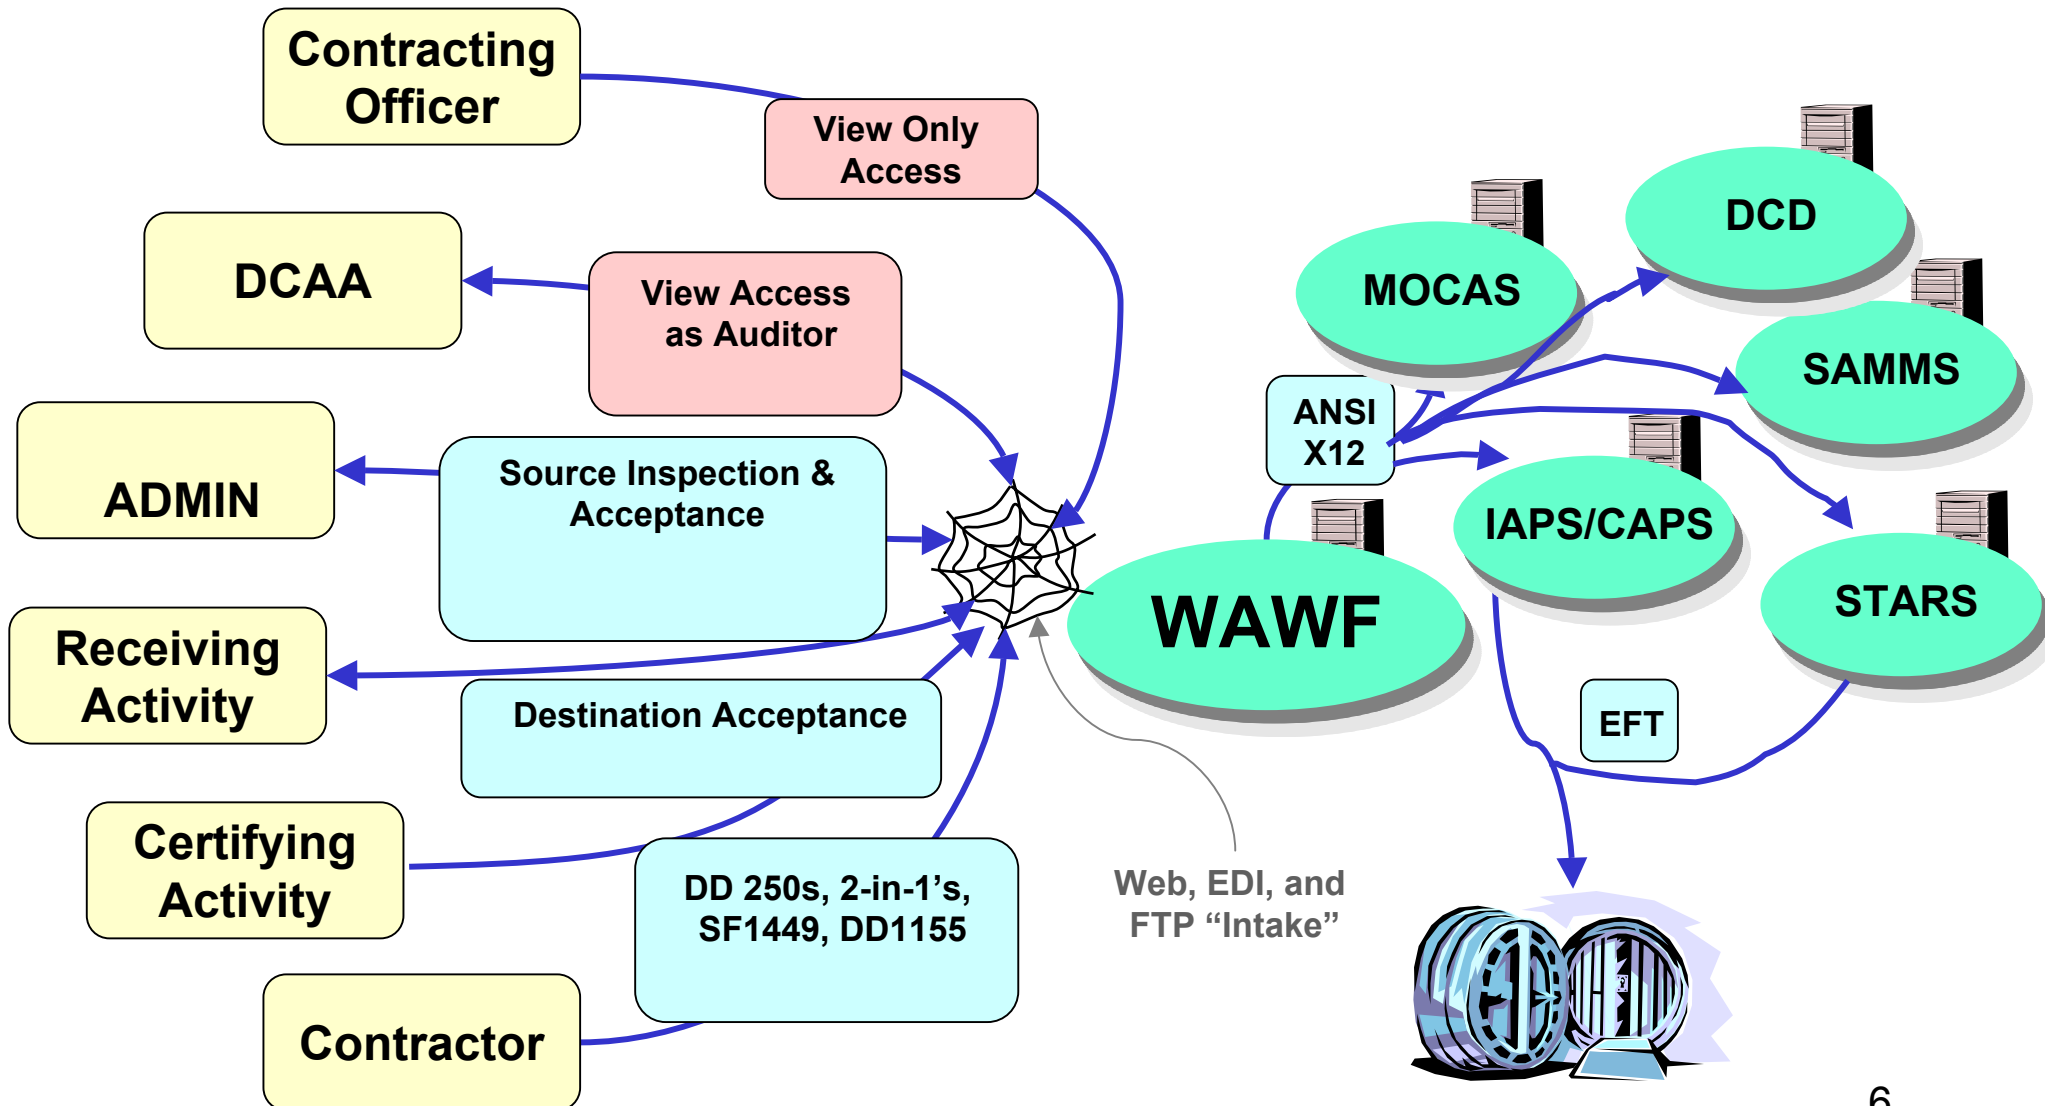 Contracting
Officer
View Only
Access
DCD
DCAA
View Access
as Auditor
MOCAS
SAMMS
ANSI
X12
ADMIN
Source Inspection &
Acceptance
IAPS/CAPS
WAWF
STARS
Receiving
Activity
Destination Acceptance
EFT
Certifying
Activity
DD 250s, 2-in-1’s,
SF1449, DD1155
Web, EDI, and
FTP “Intake”
Contractor
6